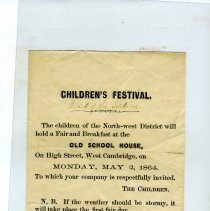 CHILDREN'S FESTIVAL.
The children of the North-west District will
hold a Fair and Breakfast at the
OLD SCHOOL HOUSE,
On High Street, West Cambridge, on
MONDAY, MAY 2, 1864.
To which your company is respectfully invited.
THE CHILDREN.
N. B. If the weather should be stormy, it
will take place the first fair day.